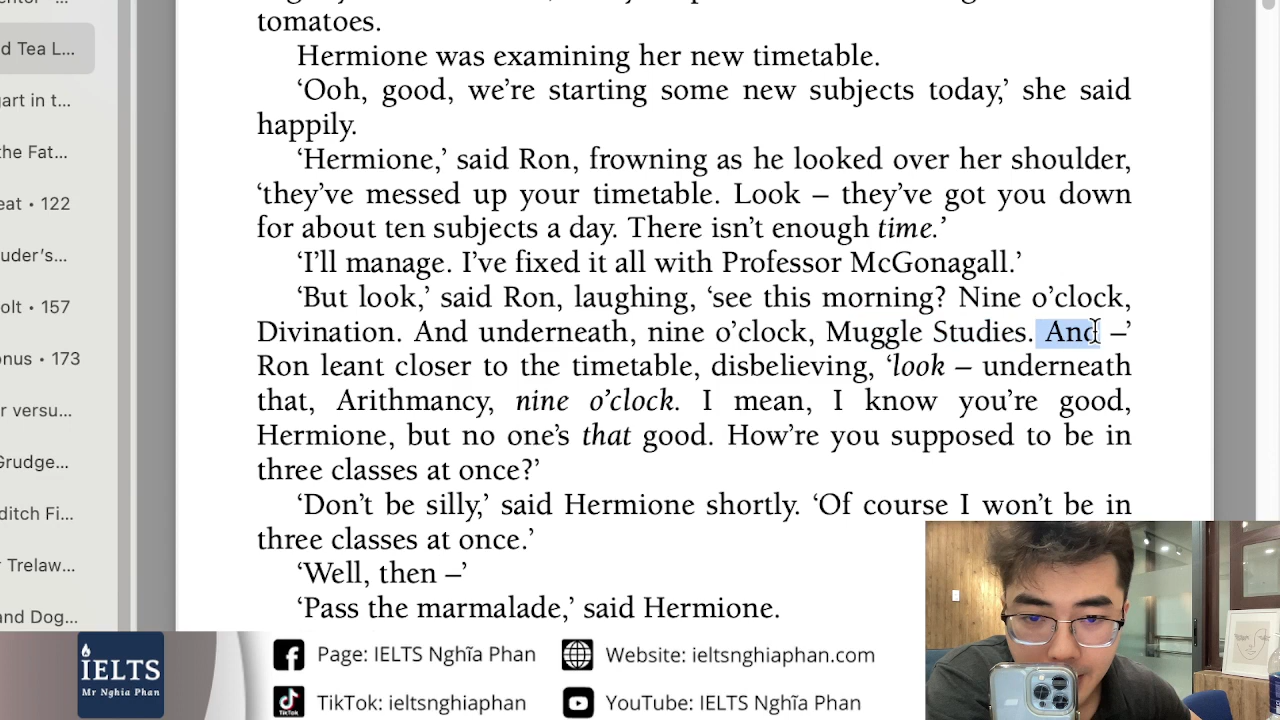 tomatoes.
Hermione was examining her new timetable.
‘Ooh, good, we’re starting some new subjects today,’ she said
happily.
‘Hermione,’ said Ron, frowning as he looked over her shoulder,
‘they’ve messed up your timetable. Look – they’ve got you down
for about ten subjects a day. There isn’t enough time.’
‘I’ll manage. I’ve fixed it all with Professor McGonagall.’
‘But look,’ said Ron, laughing, ‘see this morning? Nine o’clock,
Divination. And underneath, nine o’clock, Muggle Studies. And –’
Ron leant closer to the timetable, disbelieving, ‘look – underneath
that, Arithmancy, nine o’clock. I mean, I know you’re good,
Hermione, but no one’s that good. How’re you supposed to be in
three classes at once?’
‘Don’t be silly,’ said Hermione shortly. ‘Of course I won’t be in
three classes at once.’
‘Well, then –’
‘Pass the marmalade,’ said Hermione.
d Tea L...
gart in t...
the Fat...
eat • 122
uder’s...
olt • 157
onus • 173
r versu...
Grudge...
ditch Fi...
r Trelaw...
and Dog...
IELTS
Mr Nghia Phan
Page: IELTS Nghĩa Phan
Website: ieltsnghiaphan.com
TikTok: ieltsnghiaphan
YouTube: IELTS Nghĩa Phan